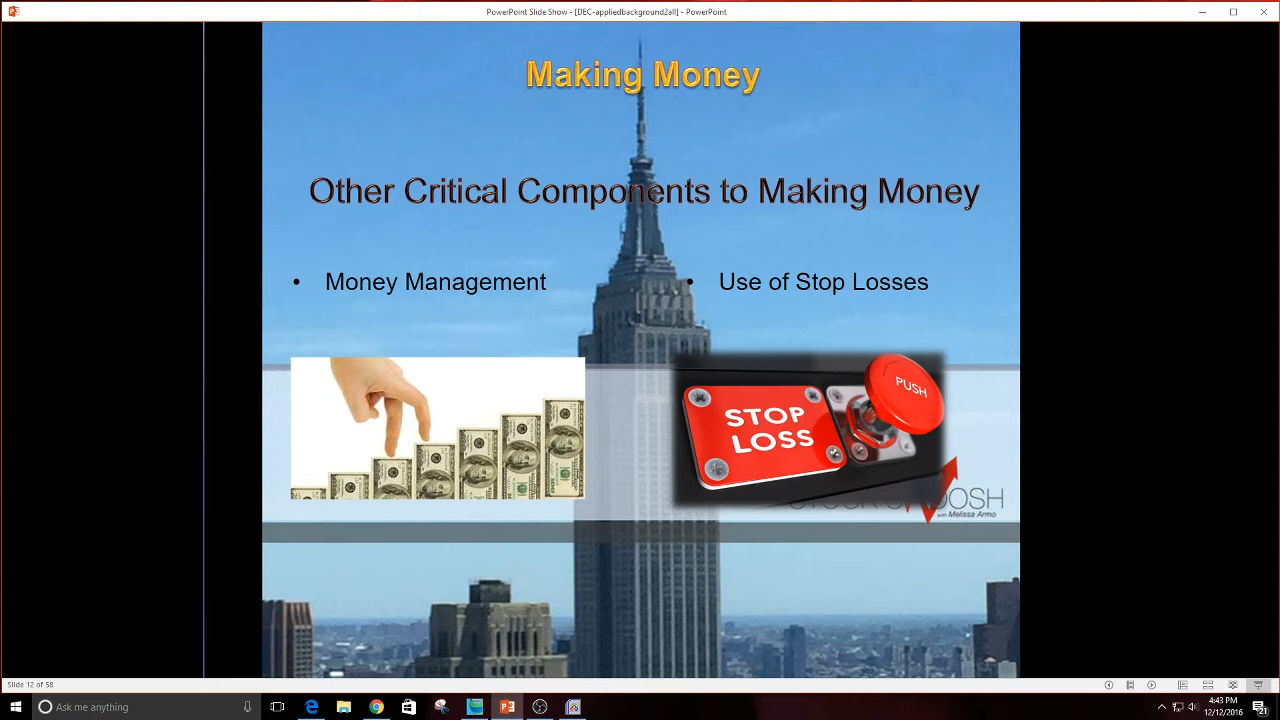 PowerPoint Slide Show - [DEC-appliedbackground2all] - PowerPoint
Making Money
Other Critical Components to Making Money
• Money Management
• Use of Stop Losses
STOP
LOSS
PUSH
with Melissa Armo
Slide 12 of 58
Ask me anything
4:43 PM
12/12/2016